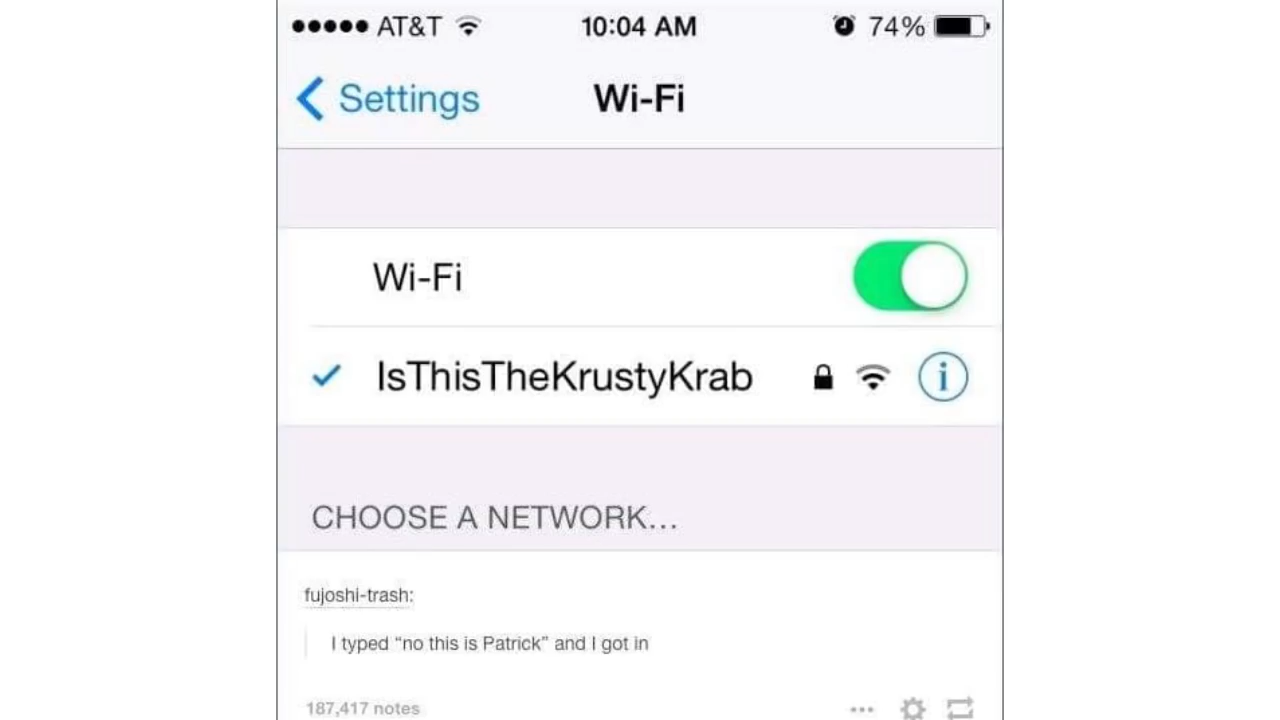 AT&T 10:04 AM 74%
Settings Wi-Fi
Wi-Fi
IsThisTheKrustyKrab
CHOOSE A NETWORK...
fujoshi-trash:
I typed “no this is Patrick” and I got in
187,417 notes